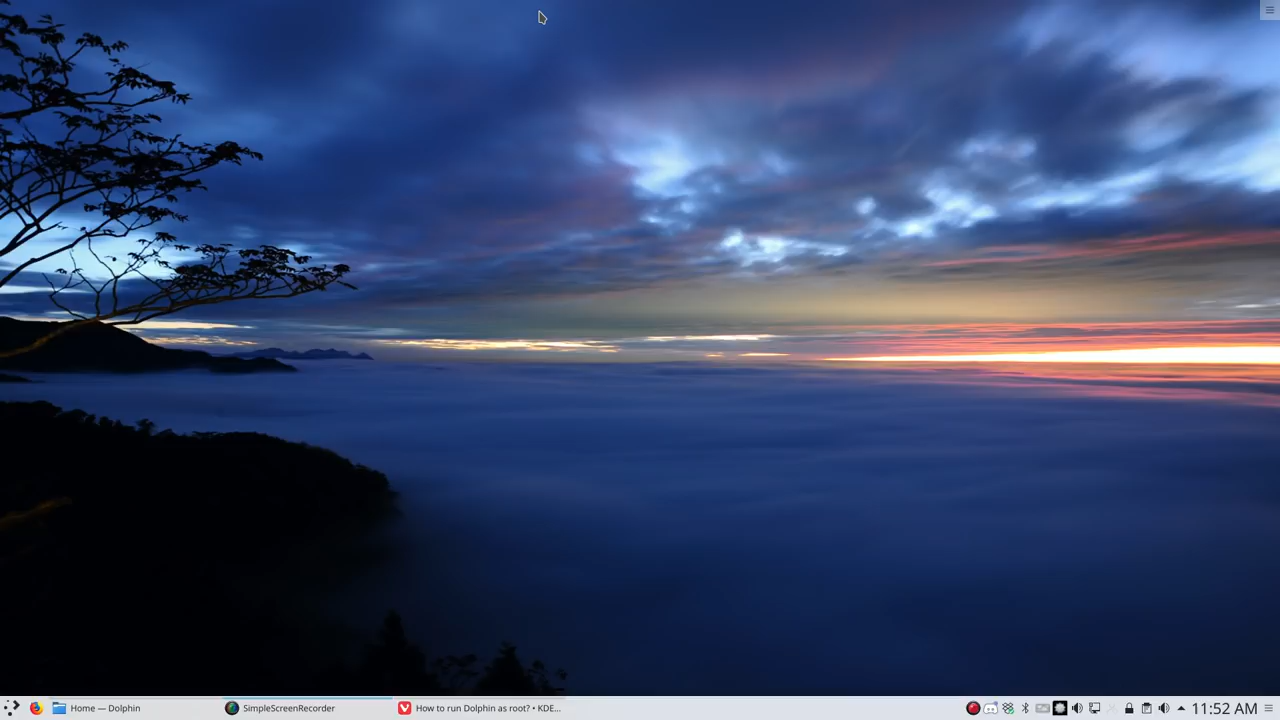 Home — Dolphin
SimpleScreenRecorder
How to run Dolphin as root? • KDE...
11:52 AM